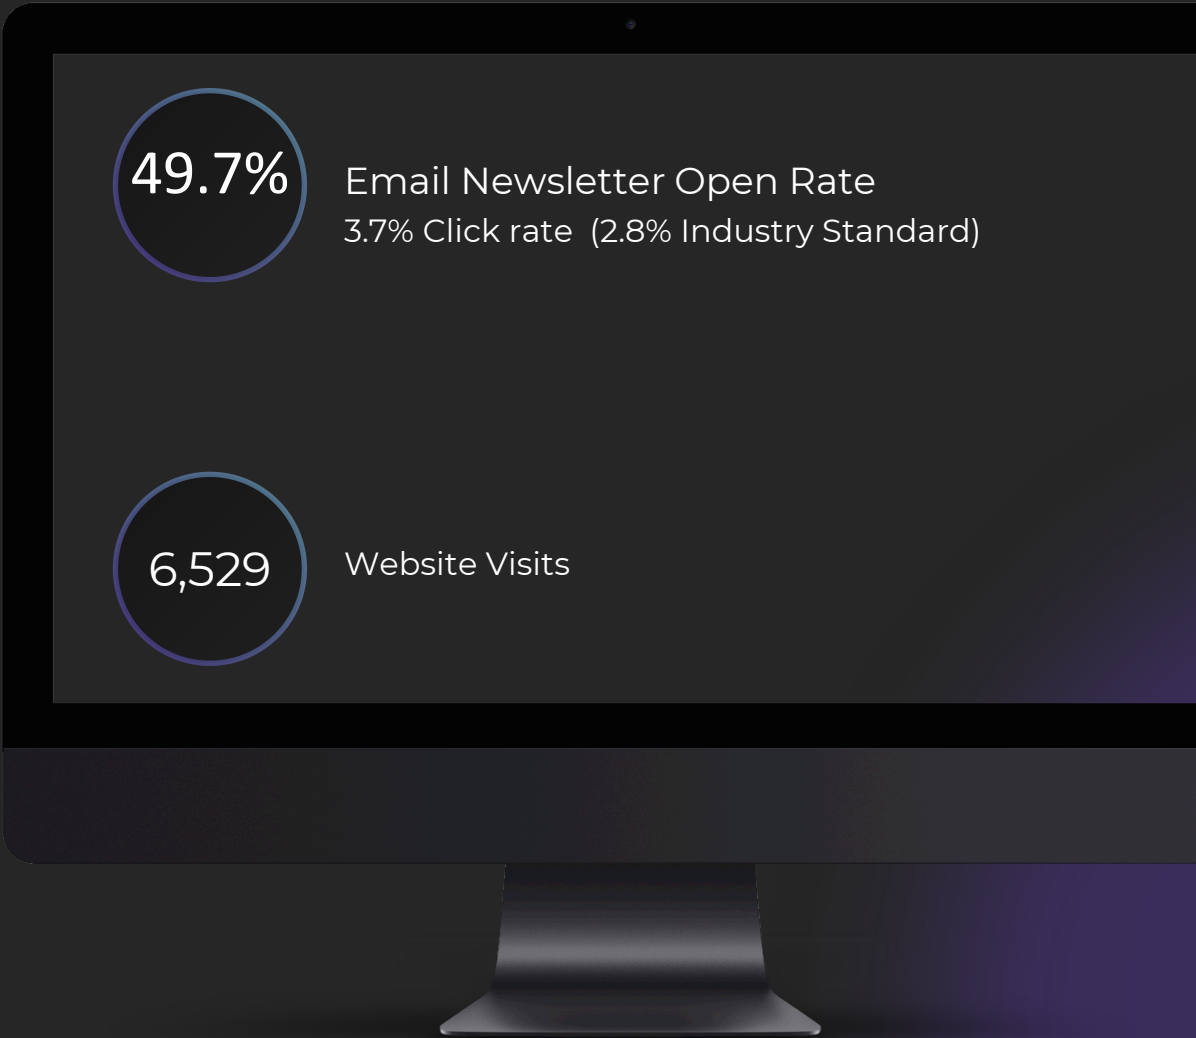 49.7%
Email Newsletter Open Rate
3.7% Click rate  (2.8% Industry Standard)
6,529
Website Visits